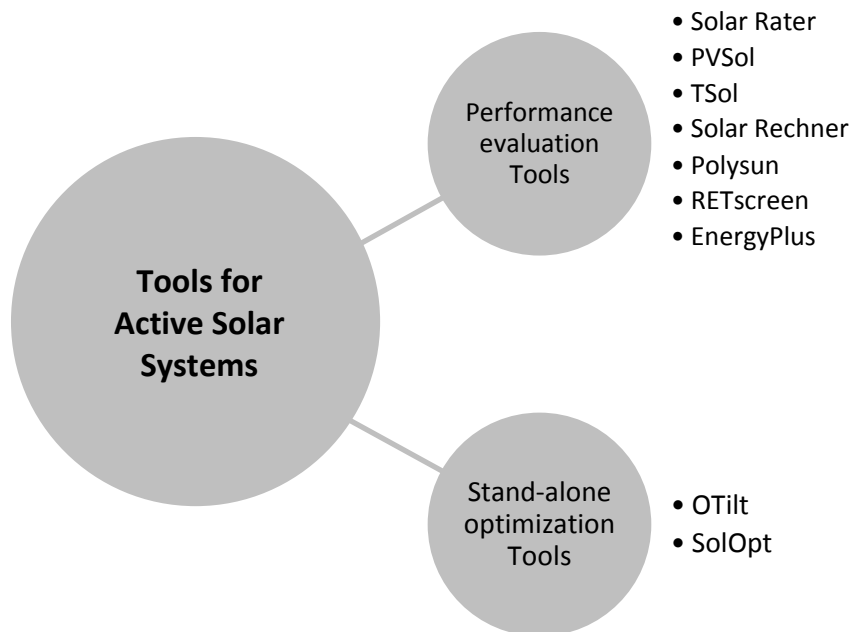 Tools for
Active Solar
Systems
Performance
evaluation
Tools
• Solar Rater
• PVSol
• TSol
• Solar Rechner
• Polysun
• RETscreen
• EnergyPlus
Stand-alone
optimization
Tools
• OTilt
• SolOpt